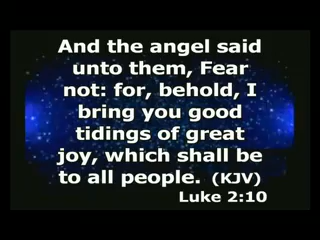 And the angel said
unto them, Fear
not: for, behold, I
bring you good
tidings of great
joy, which shall be
to all people. (KJV)
Luke 2:10